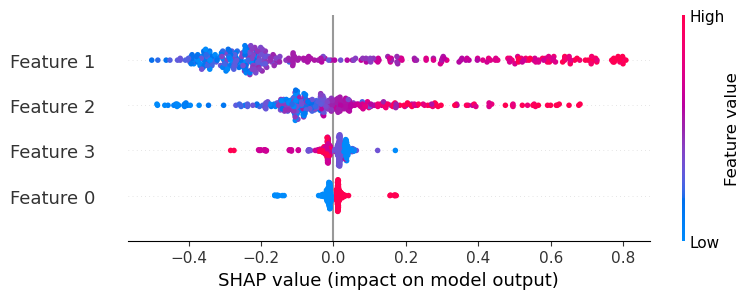 High
Feature 1
Feature 2
Feature 3
Feature 0
Feature value
Low
−0.4 −0.2 0.0 0.2 0.4 0.6 0.8
SHAP value (impact on model output)